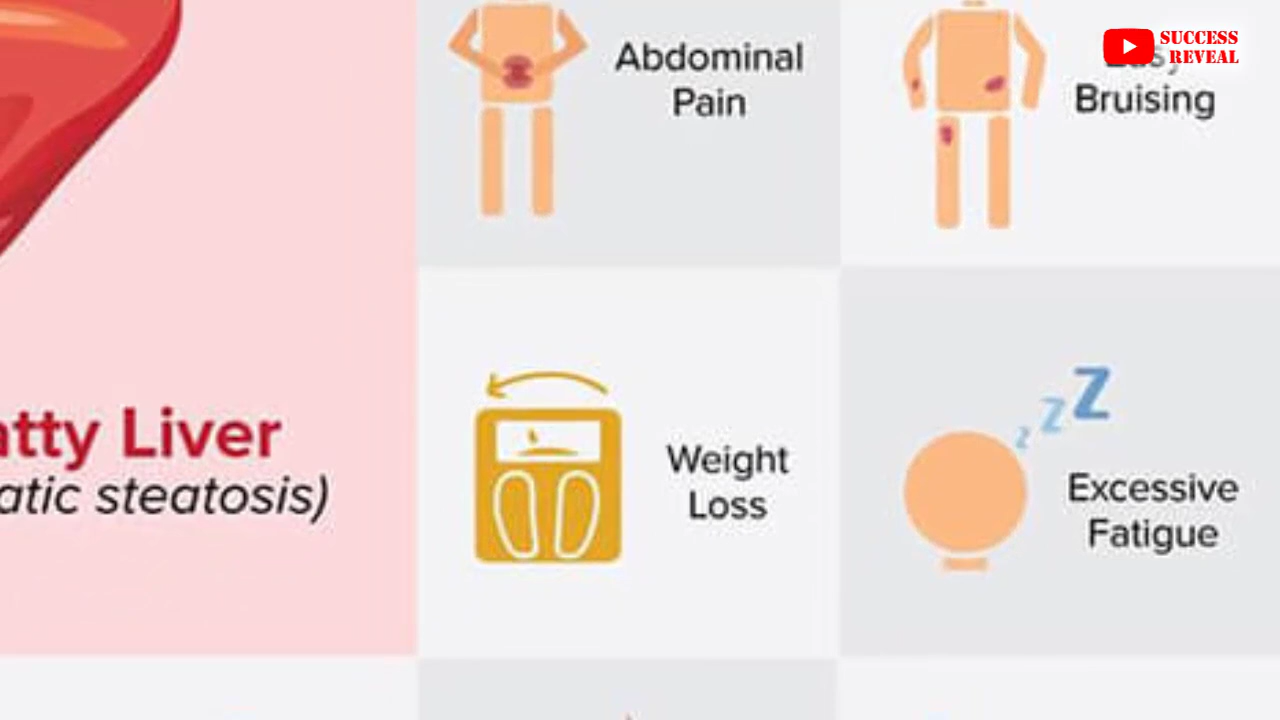 Abdominal
Pain
SUCCESS
REVEAL
Bruising
atty Liver
atic steatosis)
Weight
Loss
Excessive
Fatigue
z
z
Z